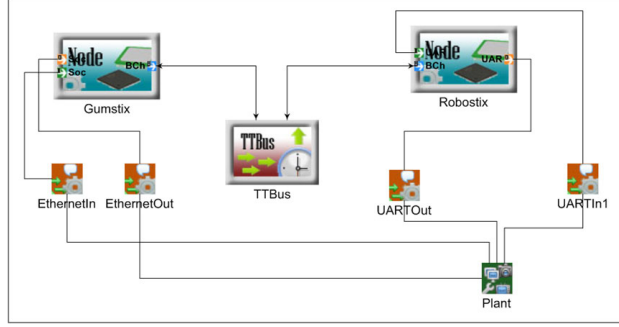 Node
Soc
BCh
Gumstix
Node
BCh
UAR
Robostix
TTBus
TTBus
EthernetIn
EthernetOut
UARTOut
UARTIn1
Plant